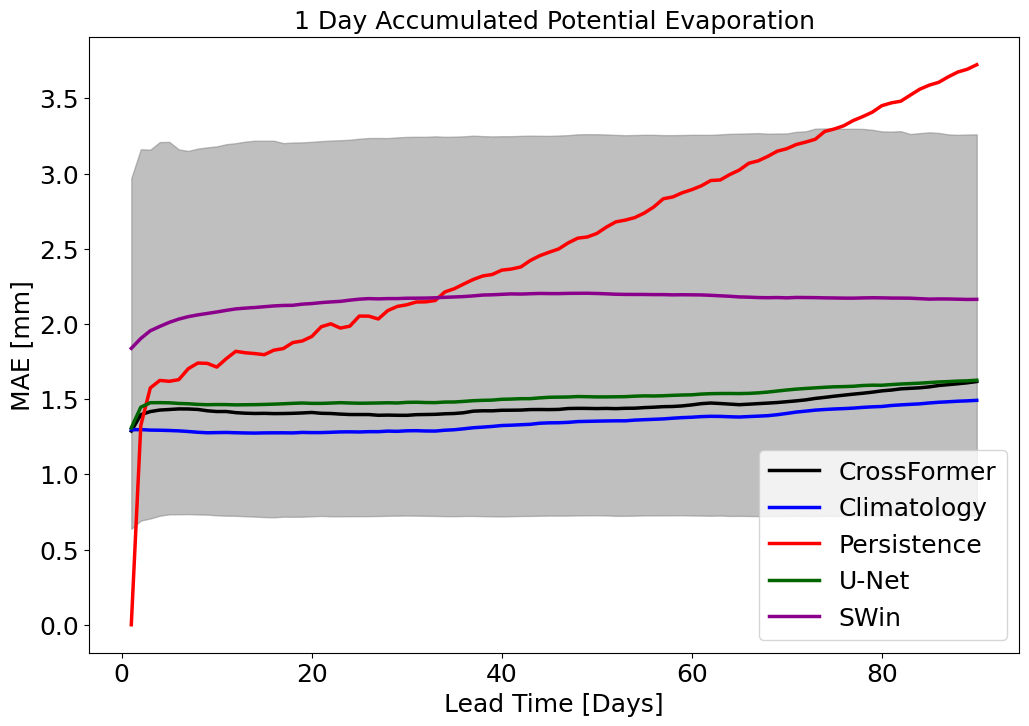 1 Day Accumulated Potential Evaporation
MAE [mm]
3.5
3.0
2.5
2.0
1.5
1.0
0.5
0.0
CrossFormer
Climatology
Persistence
U-Net
SWin
0 20 40 60 80
Lead Time [Days]